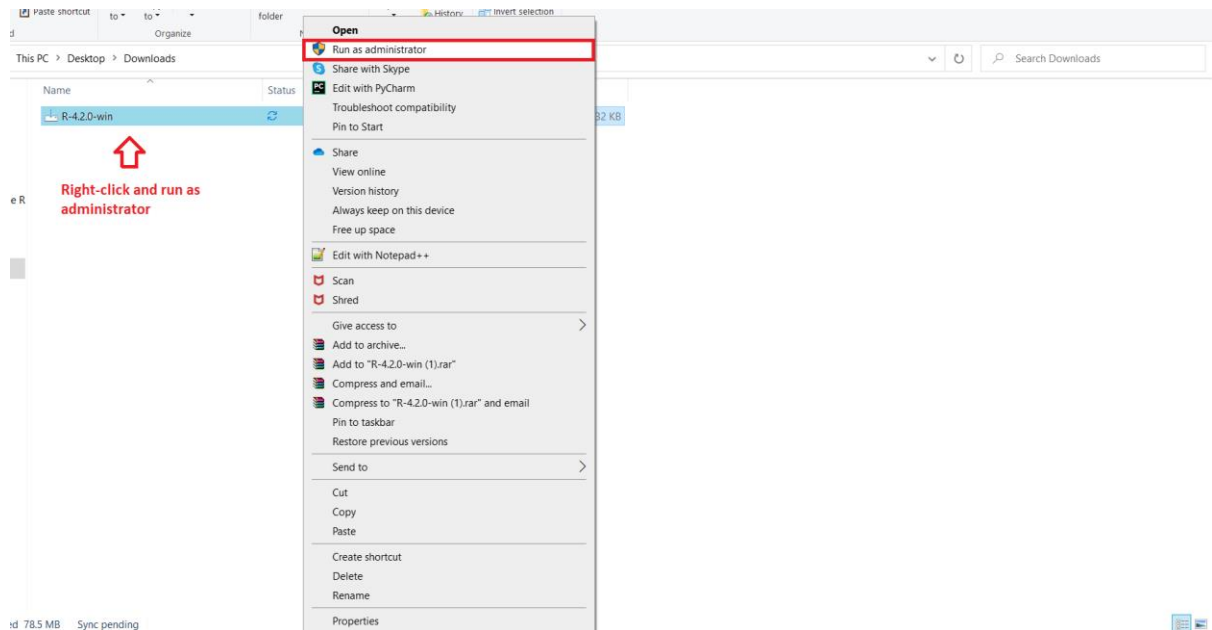 Paste shortcut
to
to
folder
History
Invert selection
Organize
This PC > Desktop > Downloads
Search Downloads
Name
Status
R-4.2.0-win
32 KB
Right-click and run as
administrator
e R
Open
Run as administrator
Share with Skype
Edit with PyCharm
Troubleshoot compatibility
Pin to Start
Share
View online
Version history
Always keep on this device
Free up space
Edit with Notepad++
Scan
Shred
Give access to
Add to archive...
Add to "R-4.2.0-win (1).rar"
Compress and email...
Compress to "R-4.2.0-win (1).rar" and email
Pin to taskbar
Restore previous versions
Send to
Cut
Copy
Paste
Create shortcut
Delete
Rename
Properties
78.5 MB Sync pending